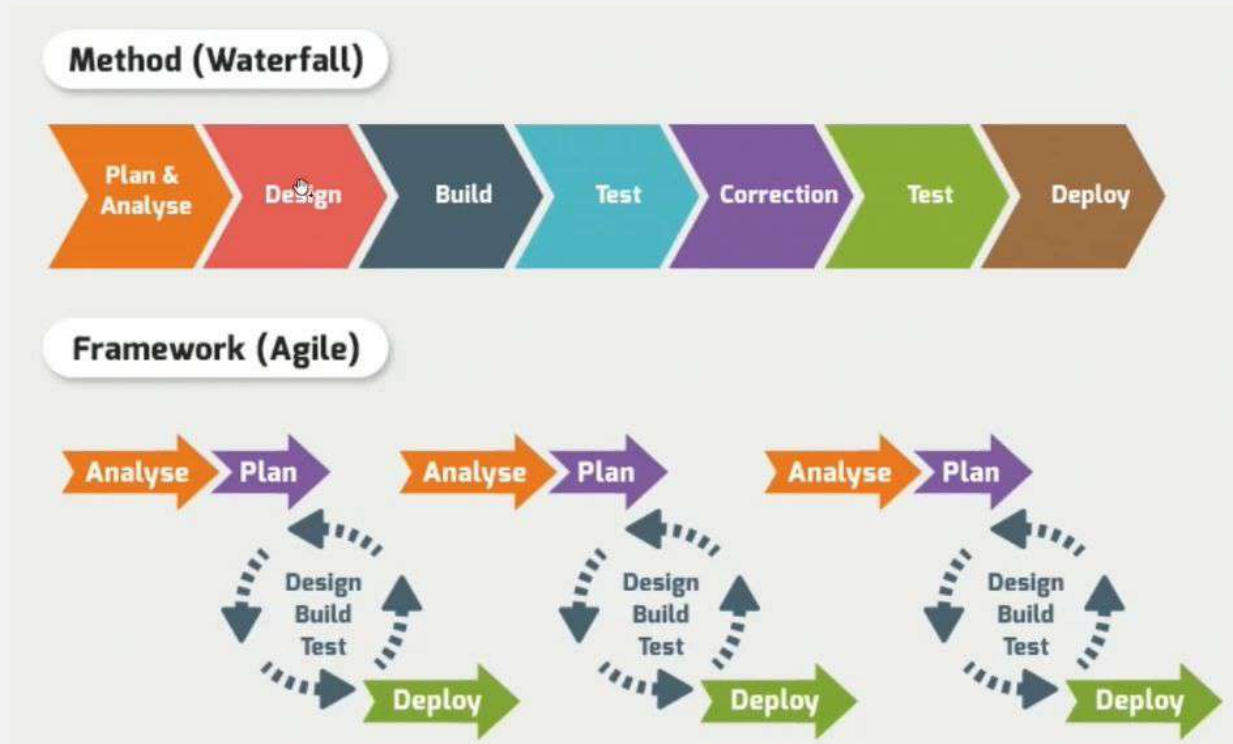 Method (Waterfall)
Plan &
Analyse
Design
Build
Test
Correction
Test
Deploy
Framework (Agile)
Analyse
Plan
Design
Build
Test
Deploy
Analyse
Plan
Design
Build
Test
Deploy
Analyse
Plan
Design
Build
Test
Deploy